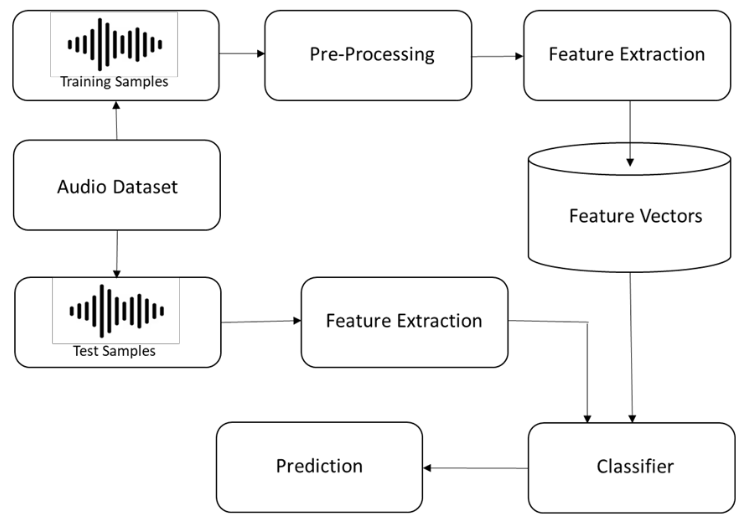 Training Samples
Pre-Processing
Feature Extraction
Audio Dataset
Feature Vectors
Test Samples
Feature Extraction
Prediction
Classifier